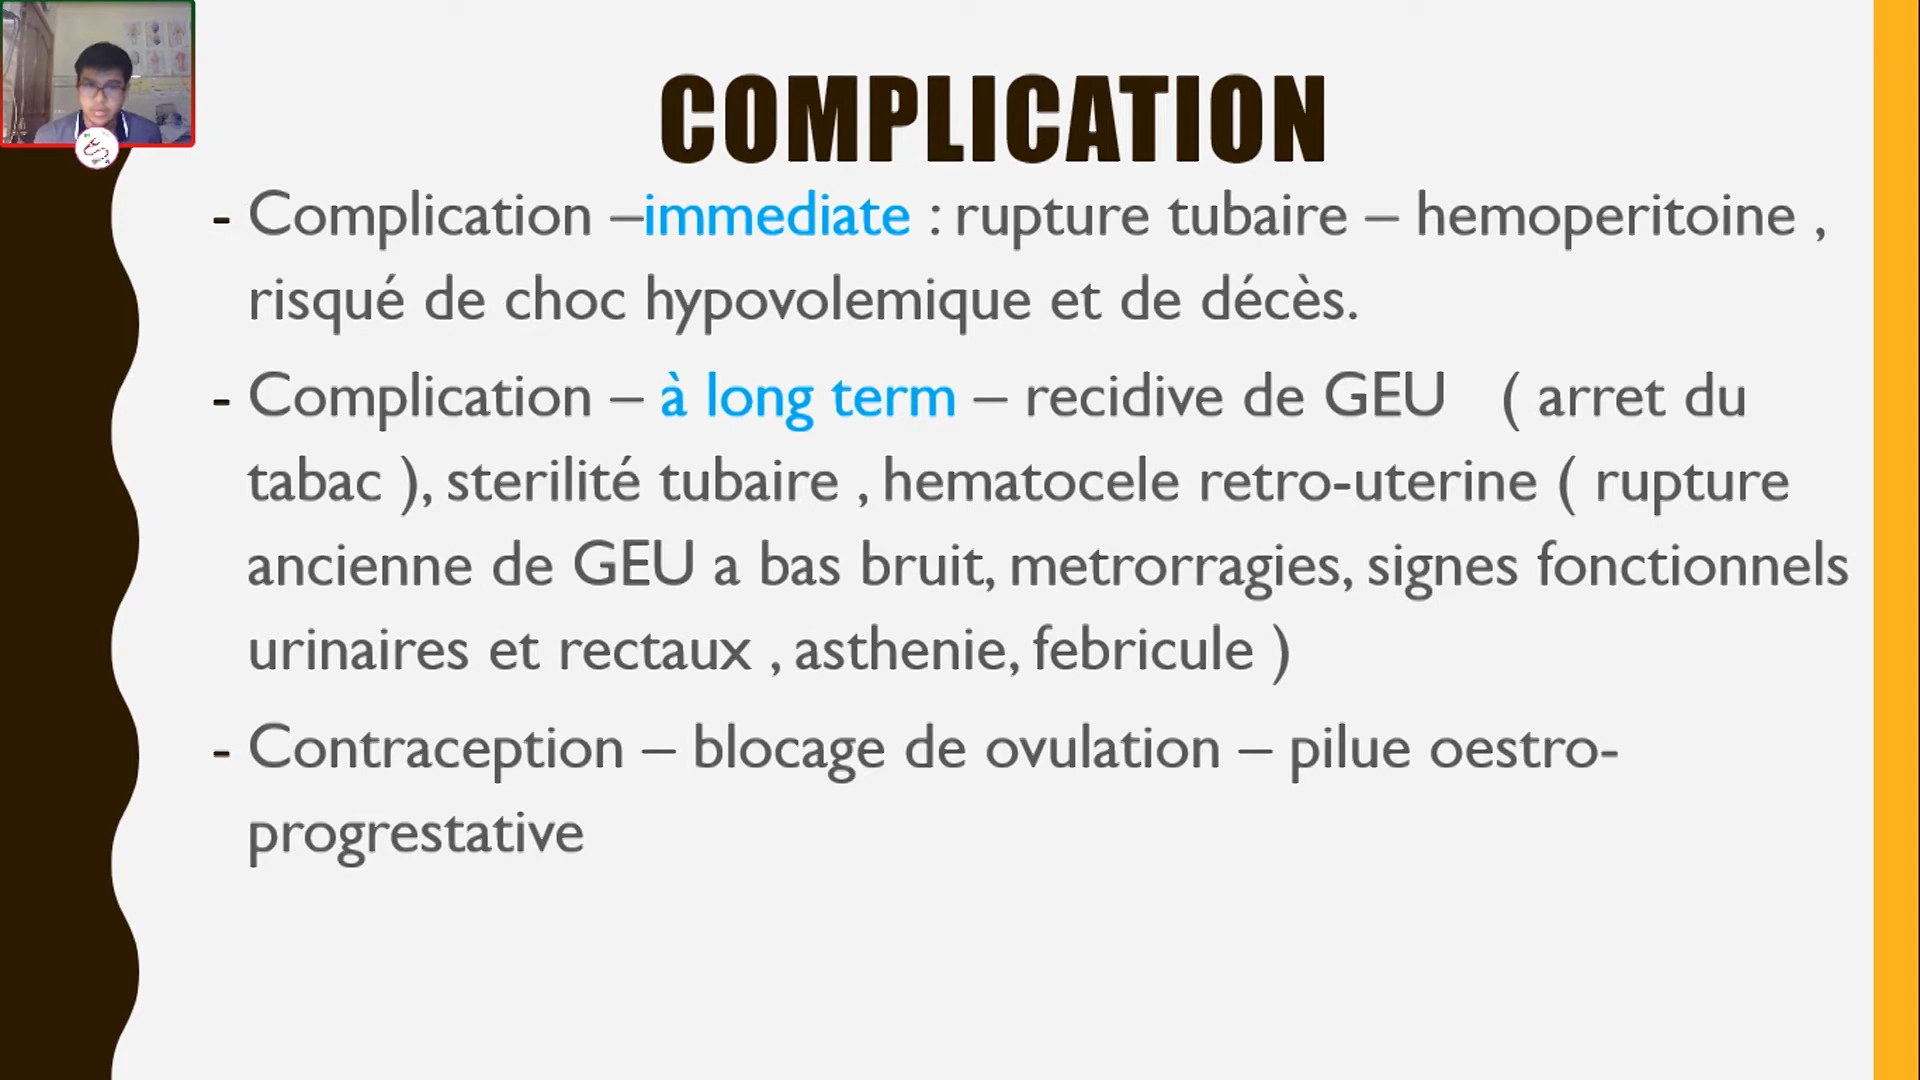 COMPLICATION
- Complication –immediate : rupture tubaire – hemoperitoine ,
risqué de choc hypovolemique et de décès.
- Complication – à long term – recidive de GEU ( arret du
tabac ), sterilité tubaire , hematocele retro-uterine ( rupture
ancienne de GEU a bas bruit, metrorragies, signes fonctionnels
urinaires et rectaux , asthenie, febricule )
- Contraception – blocage de ovulation – pilue oestro-
progrestative